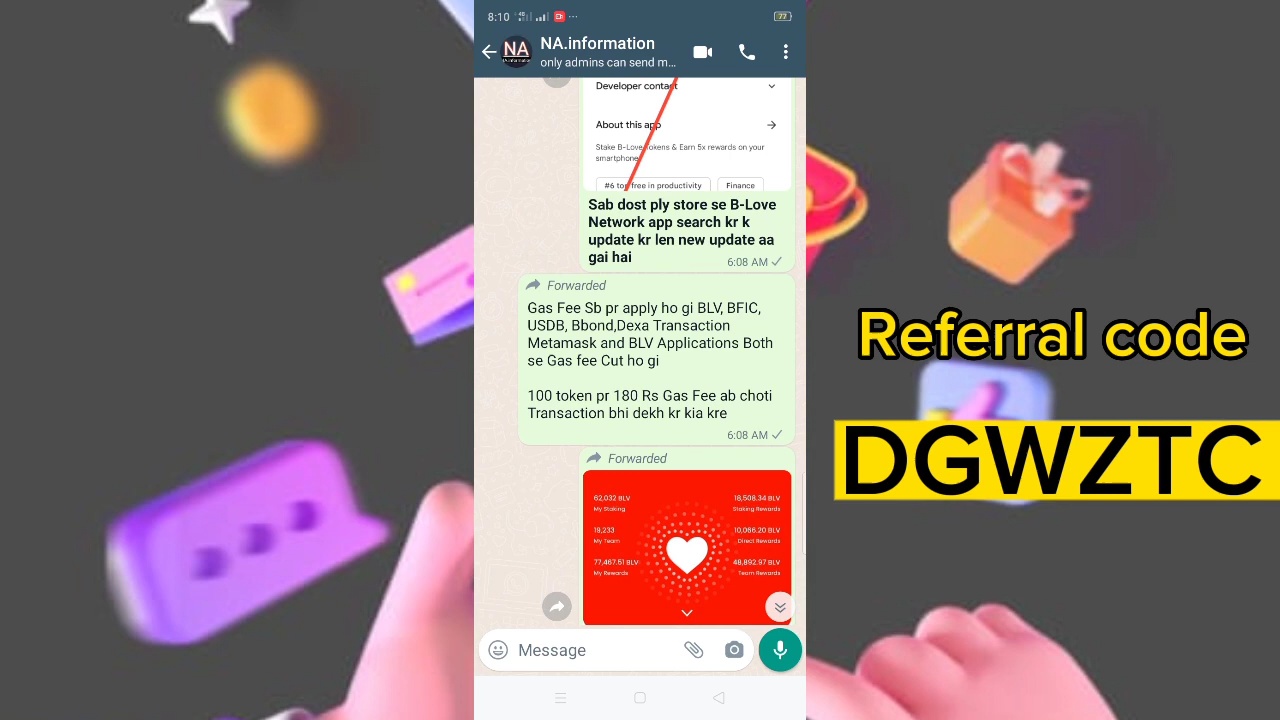 8:10
77
NA
NA.information
only admins can send m...
Developer contact
About this app
Stake B-Love Tokens & Earn 5x rewards on your
smartphone
#6 top free in productivity
Finance
Sab dost ply store se B-Love
Network app search kr k
update kr len new update aa
gai hai
6:08 AM
Forwarded
Gas Fee Sb pr apply ho gi BLV, BFIC,
USDB, Bbond,Dexa Transaction
Metamask and BLV Applications Both
se Gas fee Cut ho gi
100 token pr 180 Rs Gas Fee ab choti
Transaction bhi dekh kr kia kre
6:08 AM
Forwarded
62,032 BLV
My Staking
18,508.34 BLV
Staking Rewards
19,233
My Team
10,066.20 BLV
Direct Rewards
77,467.51 BLV
My Rewards
48,892.97 BLV
Team Rewards
Message
Referral code
DGWZTC